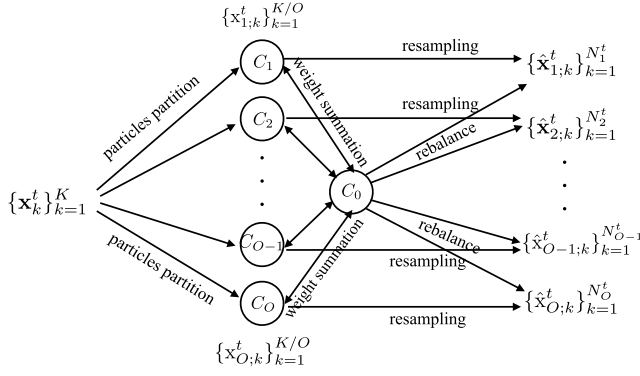 {x^t_{1;k}}^{K/O}_{k=1}
C_1
resampling
{x̂^t_{1;k}}^{N^t_1}_{k=1}
particles partition
weight summation
C_2
resampling
{x̂^t_{2;k}}^{N^t_2}_{k=1}
rebalance
{x^t_k}^K_{k=1}
C_0
C_{O−1}
rebalance
{x̂^t_{O−1;k}}^{N^t_{O−1}}_{k=1}
resampling
particles partition
weight summation
C_O
{x̂^t_{O;k}}^{N^t_O}_{k=1}
resampling
{x^t_{O;k}}^{K/O}_{k=1}